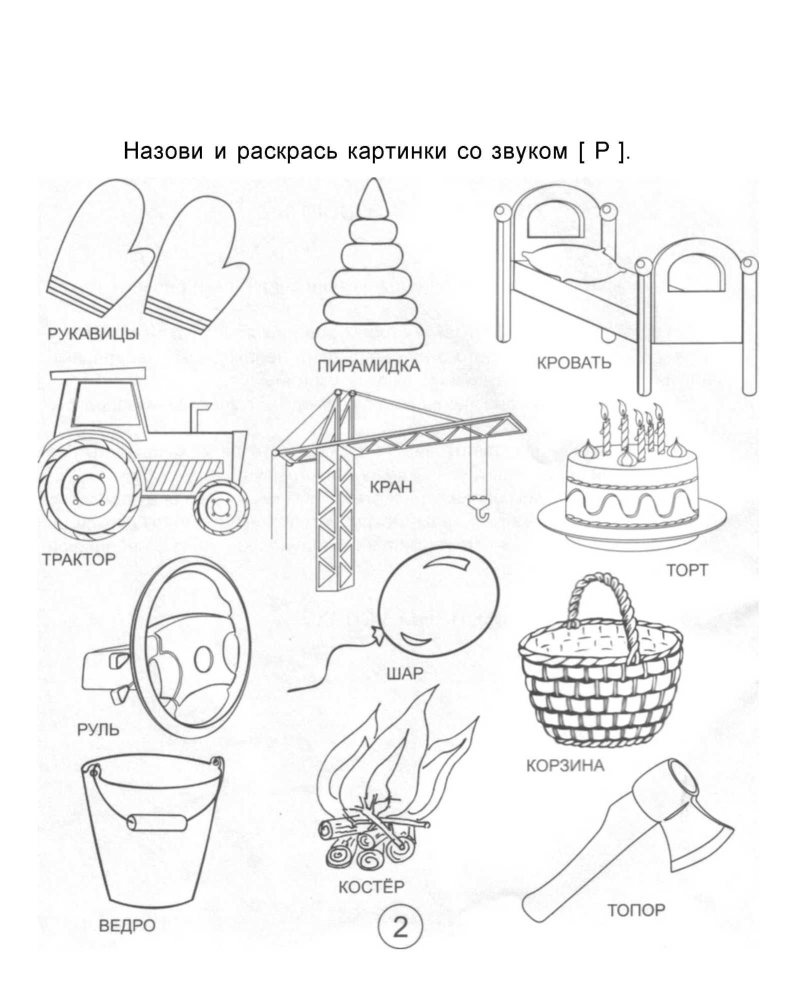 Назови и раскрась картинки со звуком [ Р ].
РУКАВИЦЫ
ПИРАМИДКА
КРОВАТЬ
ТРАКТОР
КРАН
ТОРТ
РУЛЬ
ШАР
КОРЗИНА
ВЕДРО
КОСТЁР
ТОПОР
2